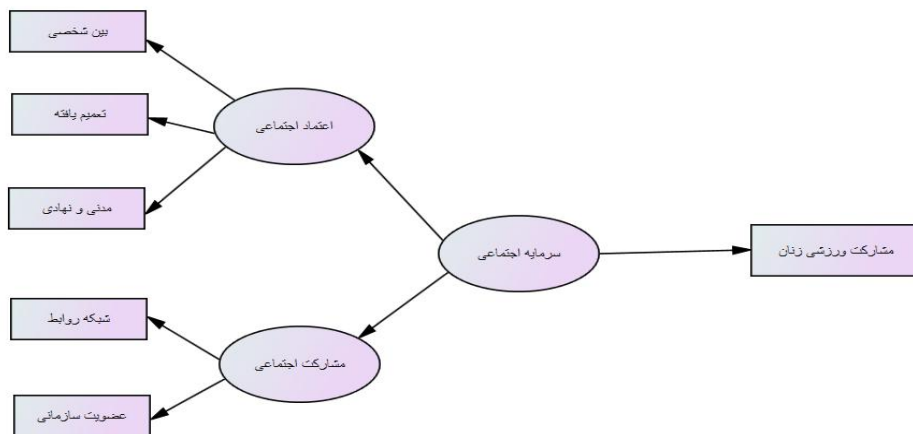 بین شخصی
تعمیم یافته
اعتماد اجتماعی
مدنی و نهادی
سرمایه اجتماعی
مشارکت ورزشی زنان
شبکه روابط
مشارکت اجتماعی
عضویت سازمانی